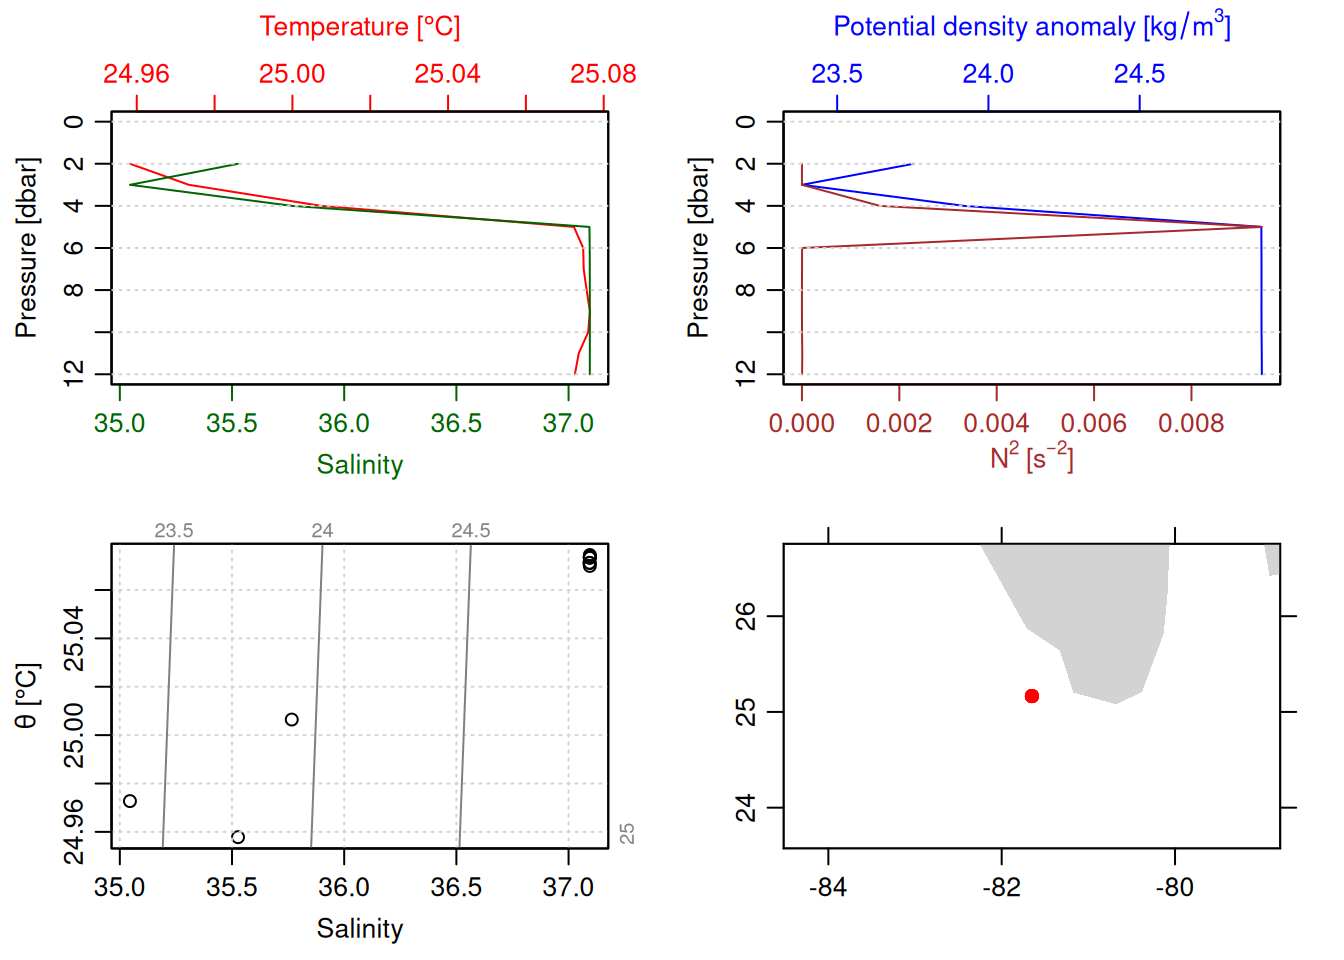 Temperature [°C]
24.96 25.00 25.04 25.08
Pressure [dbar]
0
2
4
6
8
12
35.0 35.5 36.0 36.5 37.0
Salinity
Potential density anomaly [kg/m³]
23.5 24.0 24.5
Pressure [dbar]
0
2
4
6
8
12
0.000 0.002 0.004 0.006 0.008
N² [s⁻²]
23.5 24 24.5
θ [°C]
25.04
25.00
24.96
25
35.0 35.5 36.0 36.5 37.0
Salinity
26
25
24
-84 -82 -80